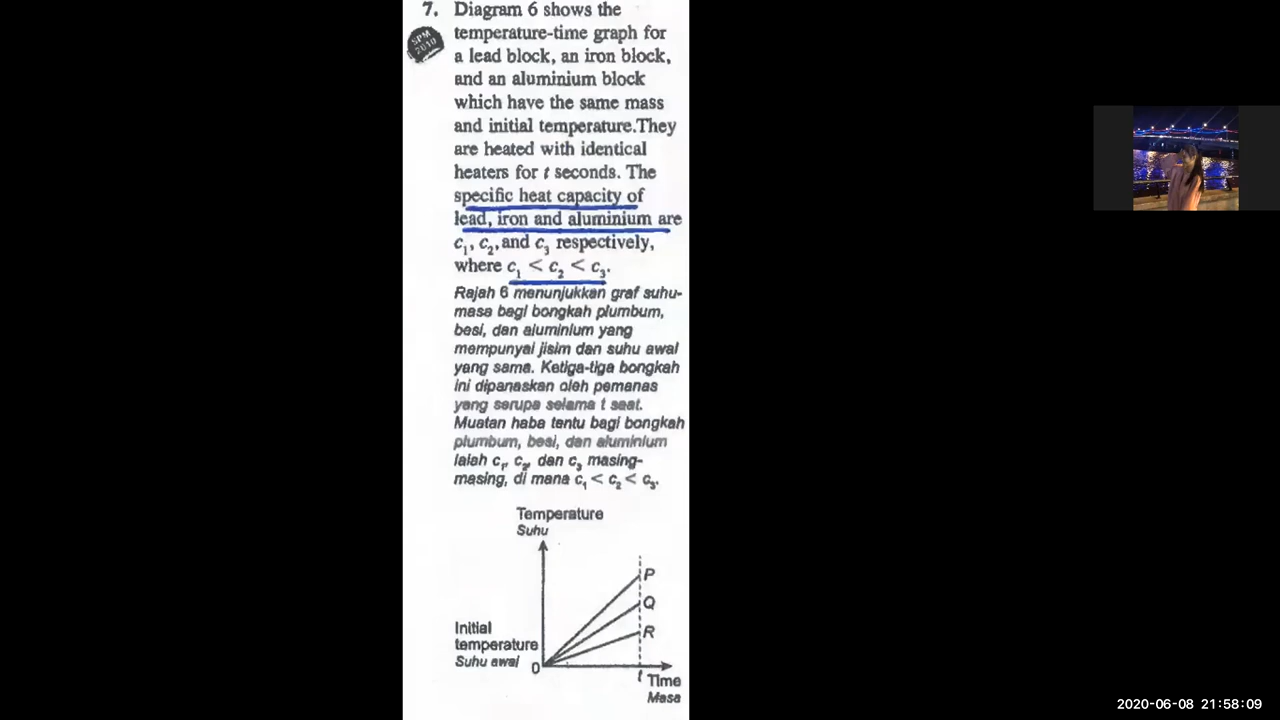 7. Diagram 6 shows the
SPM
2010
temperature-time graph for
a lead block, an iron block,
and an aluminium block
which have the same mass
and initial temperature.They
are heated with identical
heaters for t seconds. The
specific heat capacity of
lead, iron and aluminium are
c₁, c₂, and c₃ respectively,
where c₁ < c₂ < c₃.
Rajah 6 menunjukkan graf suhu-
masa bagi bongkah plumbum,
besi, dan aluminium yang
mempunyai jisim dan suhu awal
yang sama. Ketiga-tiga bongkah
ini dipanaskan oleh pemanas
yang serupa selama t saat.
Muatan haba tentu bagi bongkah
plumbum, besi, dan aluminium
ialah c₁, c₂, dan c₃ masing-
masing, di mana c₁ < c₂ < c₃.
Temperature
Suhu
P
Q
R
Initial
temperature
Suhu awal
0
t
Time
Masa
2020-06-08 21:58:09